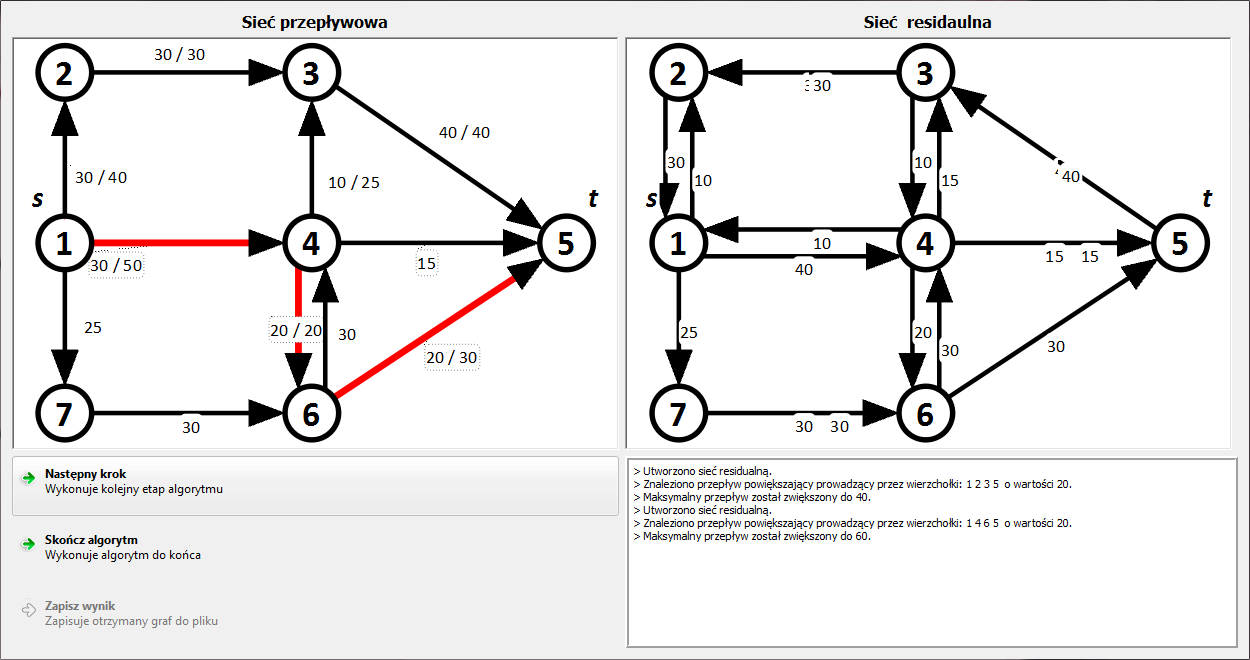 Sieć przepływowa
2
30 / 30
3
40 / 40
30 / 40
10 / 25
s
t
1
30 / 50
4
15
5
25
20 / 20
30
20 / 30
7
30
6
Sieć residaulna
2
30
3
30
10
10
15
40
s
t
1
10
40
4
15 15
5
25
20
30
30
7
30 30
6
Następny krok
Wykonuje kolejny etap algorytmu
Skończ algorytm
Wykonuje algorytm do końca
Zapisz wynik
Zapisuje otrzymany graf do pliku
> Utworzono sieć residualną.
> Znaleziono przepływ powiększający prowadzący przez wierzchołki: 1 2 3 5 o wartości 20.
> Maksymalny przepływ został zwiększony do 40.
> Utworzono sieć residualną.
> Znaleziono przepływ powiększający prowadzący przez wierzchołki: 1 4 6 5 o wartości 20.
> Maksymalny przepływ został zwiększony do 60.